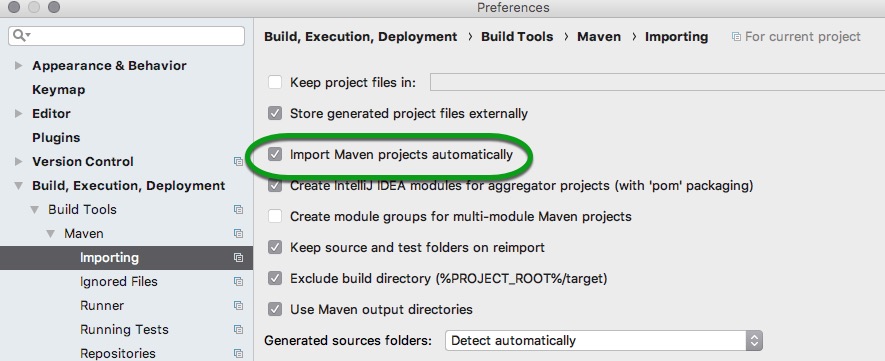 Preferences
Appearance & Behavior
Keymap
Editor
Plugins
Version Control
Build, Execution, Deployment
Build Tools
Maven
Importing
Ignored Files
Runner
Running Tests
Repositories
Build, Execution, Deployment › Build Tools › Maven › Importing For current project
Keep project files in:
Store generated project files externally
Import Maven projects automatically
Create IntelliJ IDEA modules for aggregator projects (with 'pom' packaging)
Create module groups for multi-module Maven projects
Keep source and test folders on reimport
Exclude build directory (%PROJECT_ROOT%/target)
Use Maven output directories
Generated sources folders: Detect automatically